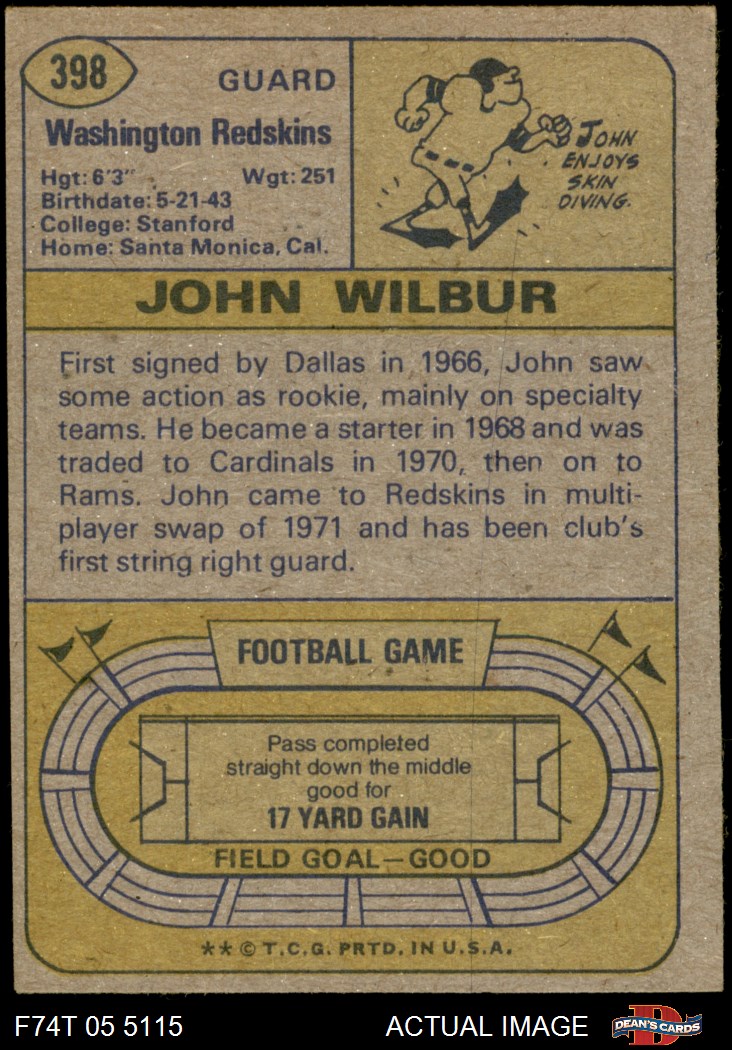 398
GUARD
Washington Redskins
Hgt: 6'3" Wgt: 251
Birthdate: 5-21-43
College: Stanford
Home: Santa Monica, Cal.
JOHN
ENJOYS
SKIN
DIVING.
JOHN WILBUR
First signed by Dallas in 1966, John saw
some action as rookie, mainly on specialty
teams. He became a starter in 1968 and was
traded to Cardinals in 1970, then on to
Rams. John came to Redskins in multi-
player swap of 1971 and has been club's
first string right guard.
FOOTBALL GAME
Pass completed
straight down the middle
good for
17 YARD GAIN
FIELD GOAL—GOOD
** © T.C.G. PRTD. IN U.S.A.
F74T 05 5115 ACTUAL IMAGE
D
DEAN'S CARDS